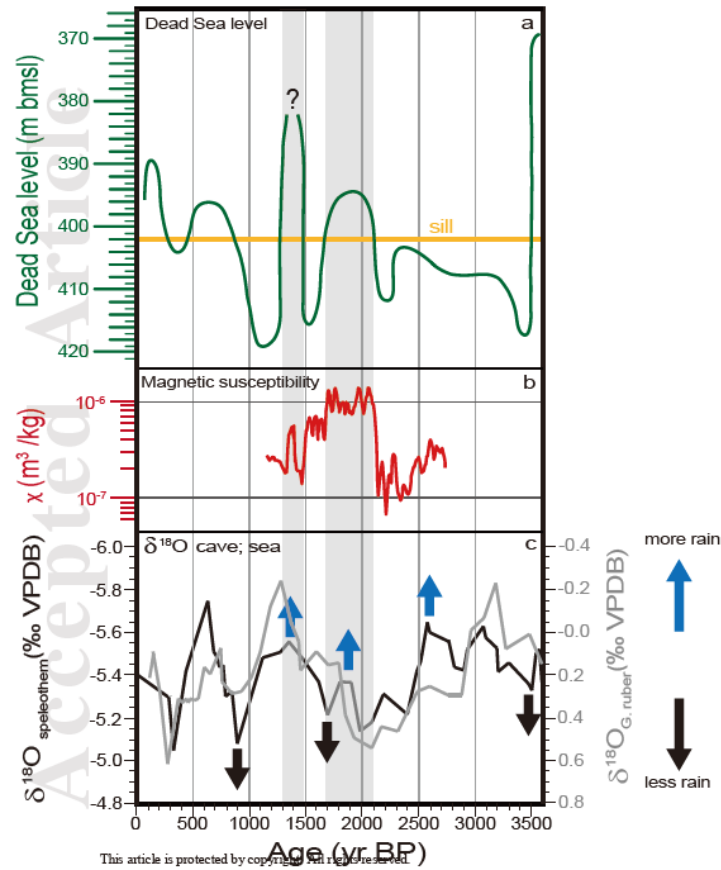 Dead Sea level
a
370
380
390
400
410
420
Dead Sea level (m bmsl)
?
sill
Magnetic susceptibility
b
10⁻⁶
10⁻⁷
χ (m³/kg)
δ¹⁸O cave; sea
c
-6.0
-5.8
-5.6
-5.4
-5.2
-5.0
-4.8
δ¹⁸O speleothem (‰ VPDB)
-0.4
-0.2
-0.0
0.2
0.4
0.6
0.8
δ¹⁸O G. ruber (‰ VPDB)
more rain
less rain
0 500 1000 1500 2000 2500 3000 3500
Age (yr BP)
This article is protected by copyright. All rights reserved.
Accepted Article